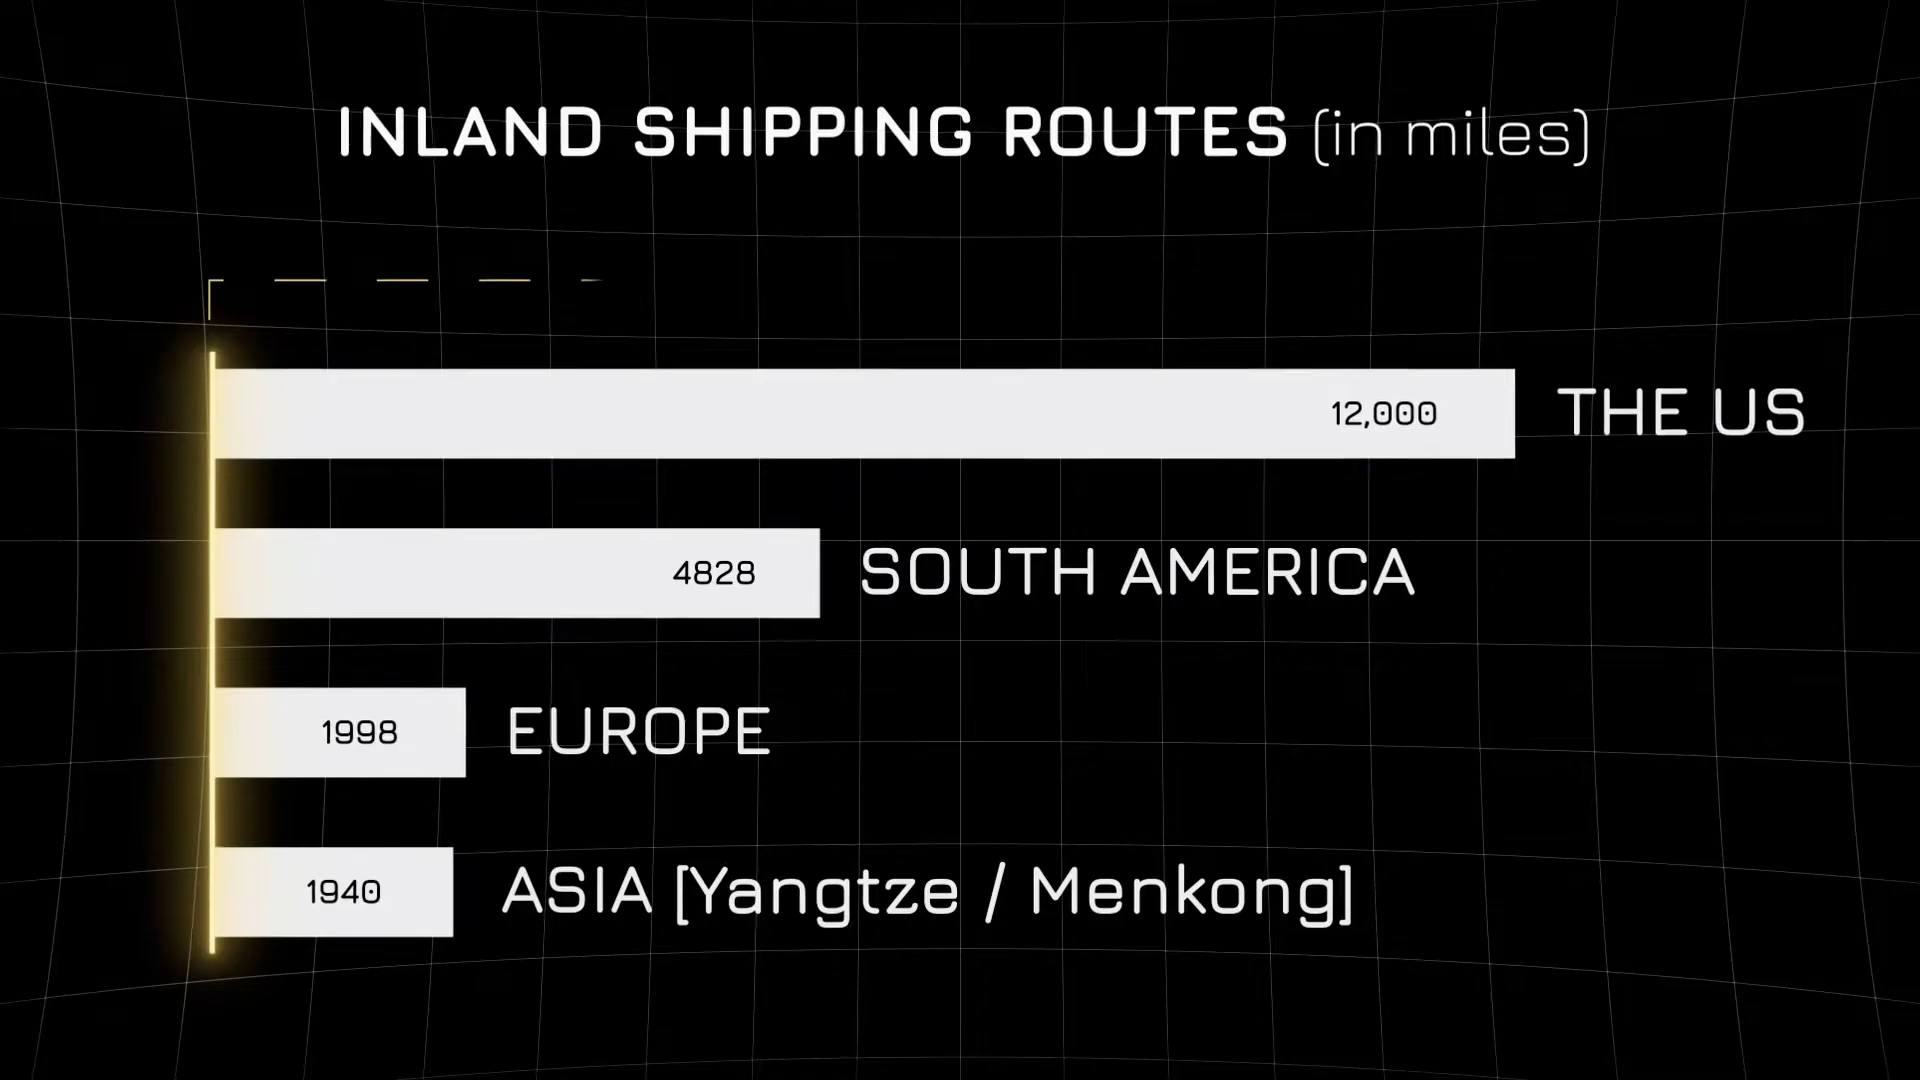 INLAND SHIPPING ROUTES (in miles)
12,000 THE US
4828 SOUTH AMERICA
1998 EUROPE
1940 ASIA [Yangtze / Menkong]